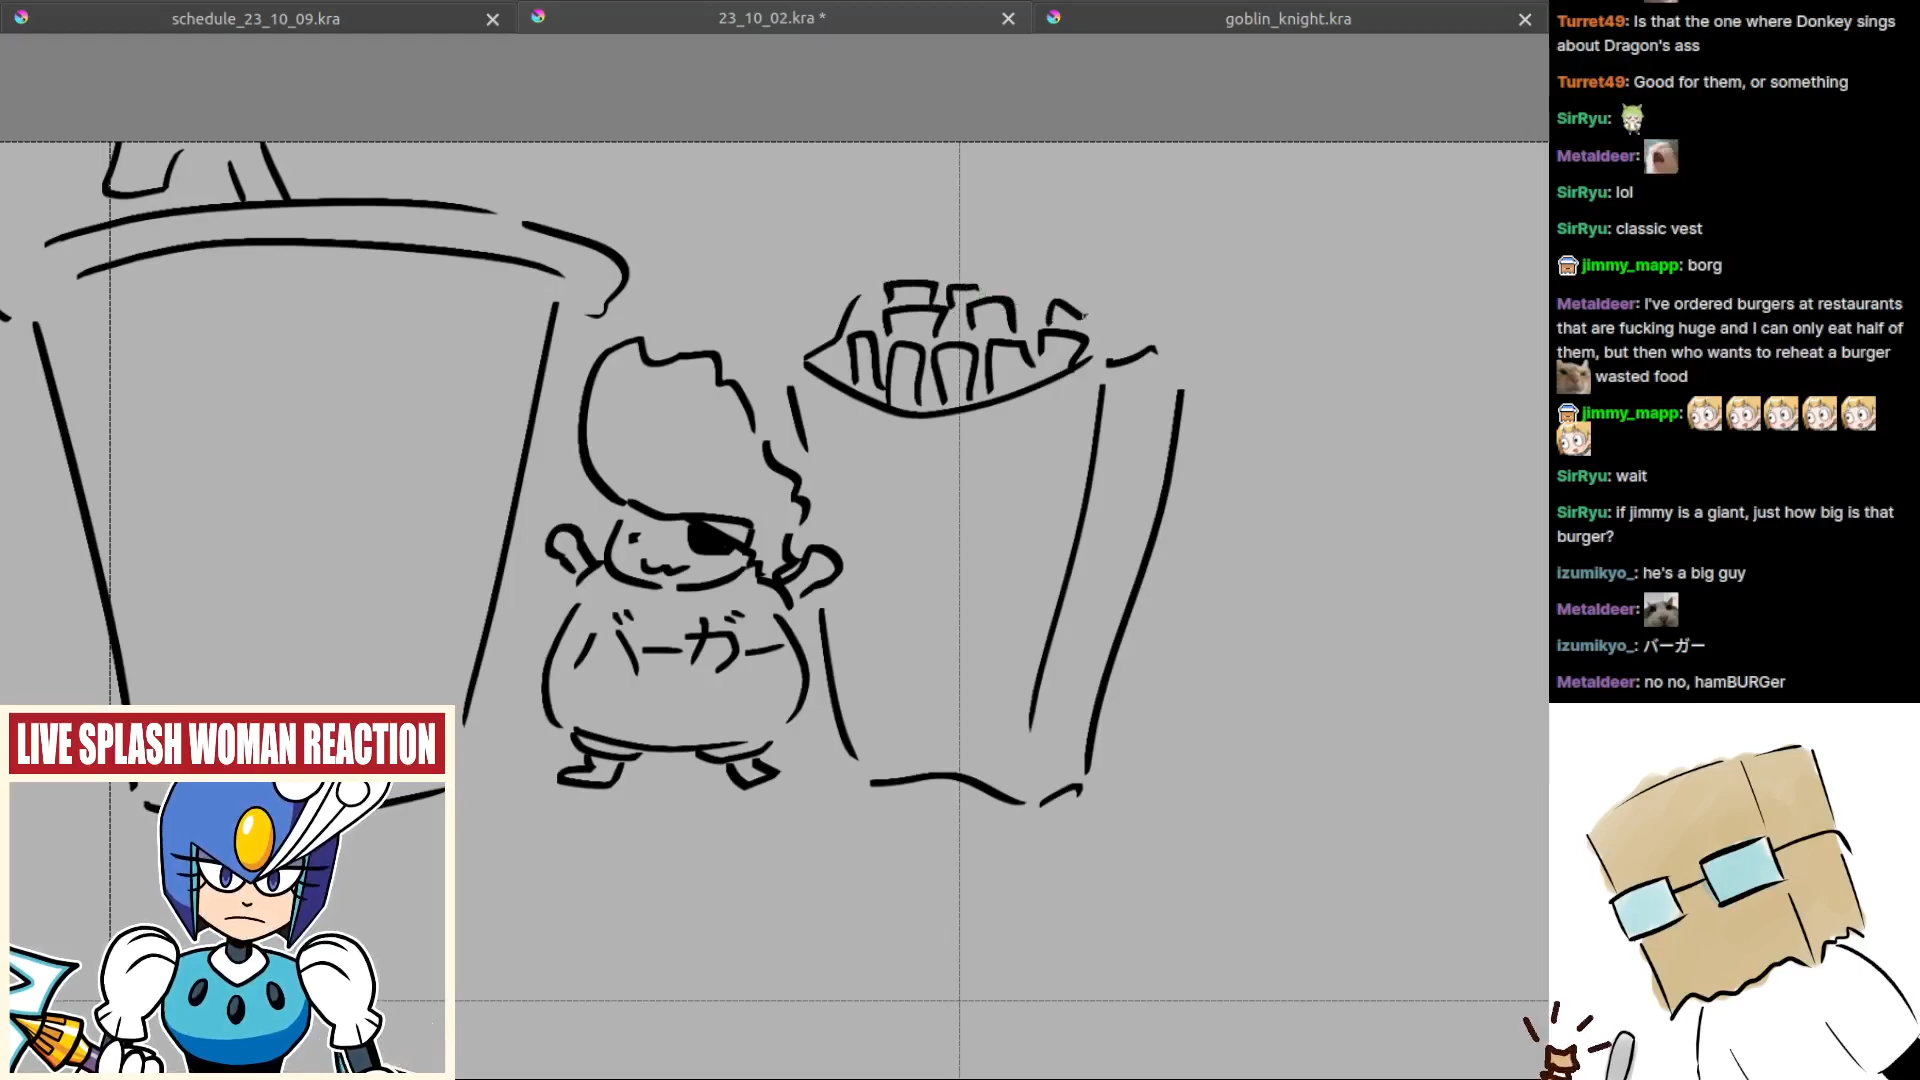 schedule_23_10_09.kra
23_10_02.kra *
goblin_knight.kra
Turret49: Is that the one where Donkey sings
about Dragon's ass
Turret49: Good for them, or something
SirRyu:
Metaldeer:
SirRyu: lol
SirRyu: classic vest
jimmy_mapp: borg
Metaldeer: I've ordered burgers at restaurants
that are fucking huge and I can only eat half of
them, but then who wants to reheat a burger
wasted food
jimmy_mapp:
SirRyu: wait
SirRyu: if jimmy is a giant, just how big is that
burger?
izumikyo_: he's a big guy
Metaldeer:
izumikyo_: バーガー
Metaldeer: no no, hamBURGer
バーガー
LIVE SPLASH WOMAN REACTION